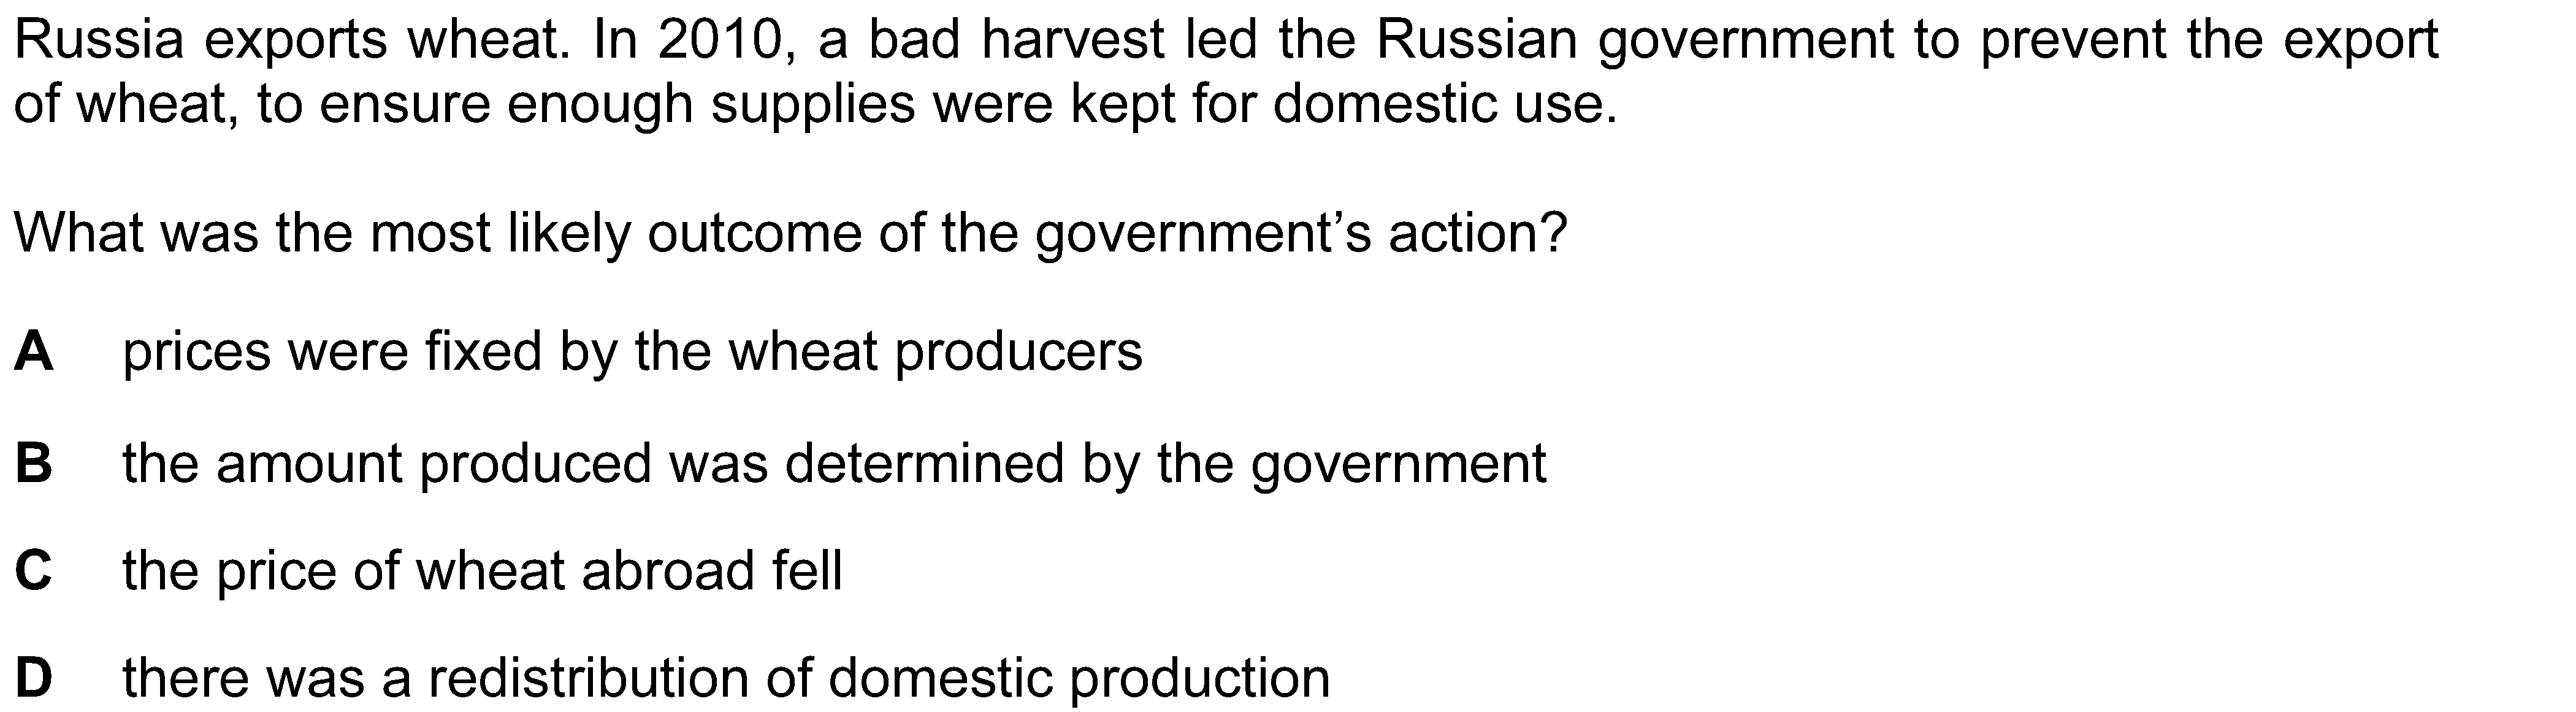 Russia exports wheat. In 2010, a bad harvest led the Russian government to prevent the export
of wheat, to ensure enough supplies were kept for domestic use.
What was the most likely outcome of the government’s action?
A prices were fixed by the wheat producers
B the amount produced was determined by the government
C the price of wheat abroad fell
D there was a redistribution of domestic production